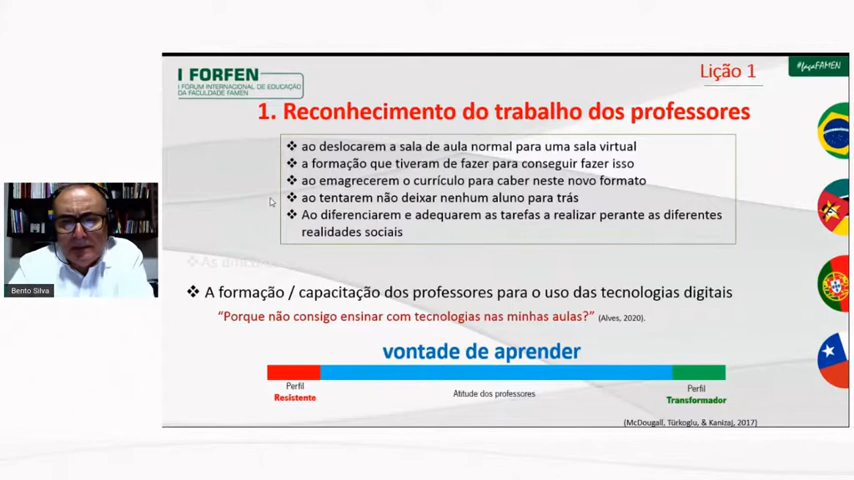 Lição 1
#façaFAMEN
I FORFEN
I FÓRUM INTERNACIONAL DE EDUCAÇÃO
DA FACULDADE FAMEN
1. Reconhecimento do trabalho dos professores
❖ ao deslocarem a sala de aula normal para uma sala virtual
❖ a formação que tiveram de fazer para conseguir fazer isso
❖ ao emagrecerem o currículo para caber neste novo formato
❖ ao tentarem não deixar nenhum aluno para trás
❖ Ao diferenciarem e adequarem as tarefas a realizar perante as diferentes
realidades sociais
Bento Silva
❖ A formação / capacitação dos professores para o uso das tecnologias digitais
“Porque não consigo ensinar com tecnologias nas minhas aulas?” (Alves, 2020).
vontade de aprender
Perfil
Resistente
Atitude dos professores
Perfil
Transformador
(McDougall, Türkoglu, & Kanizaj, 2017)